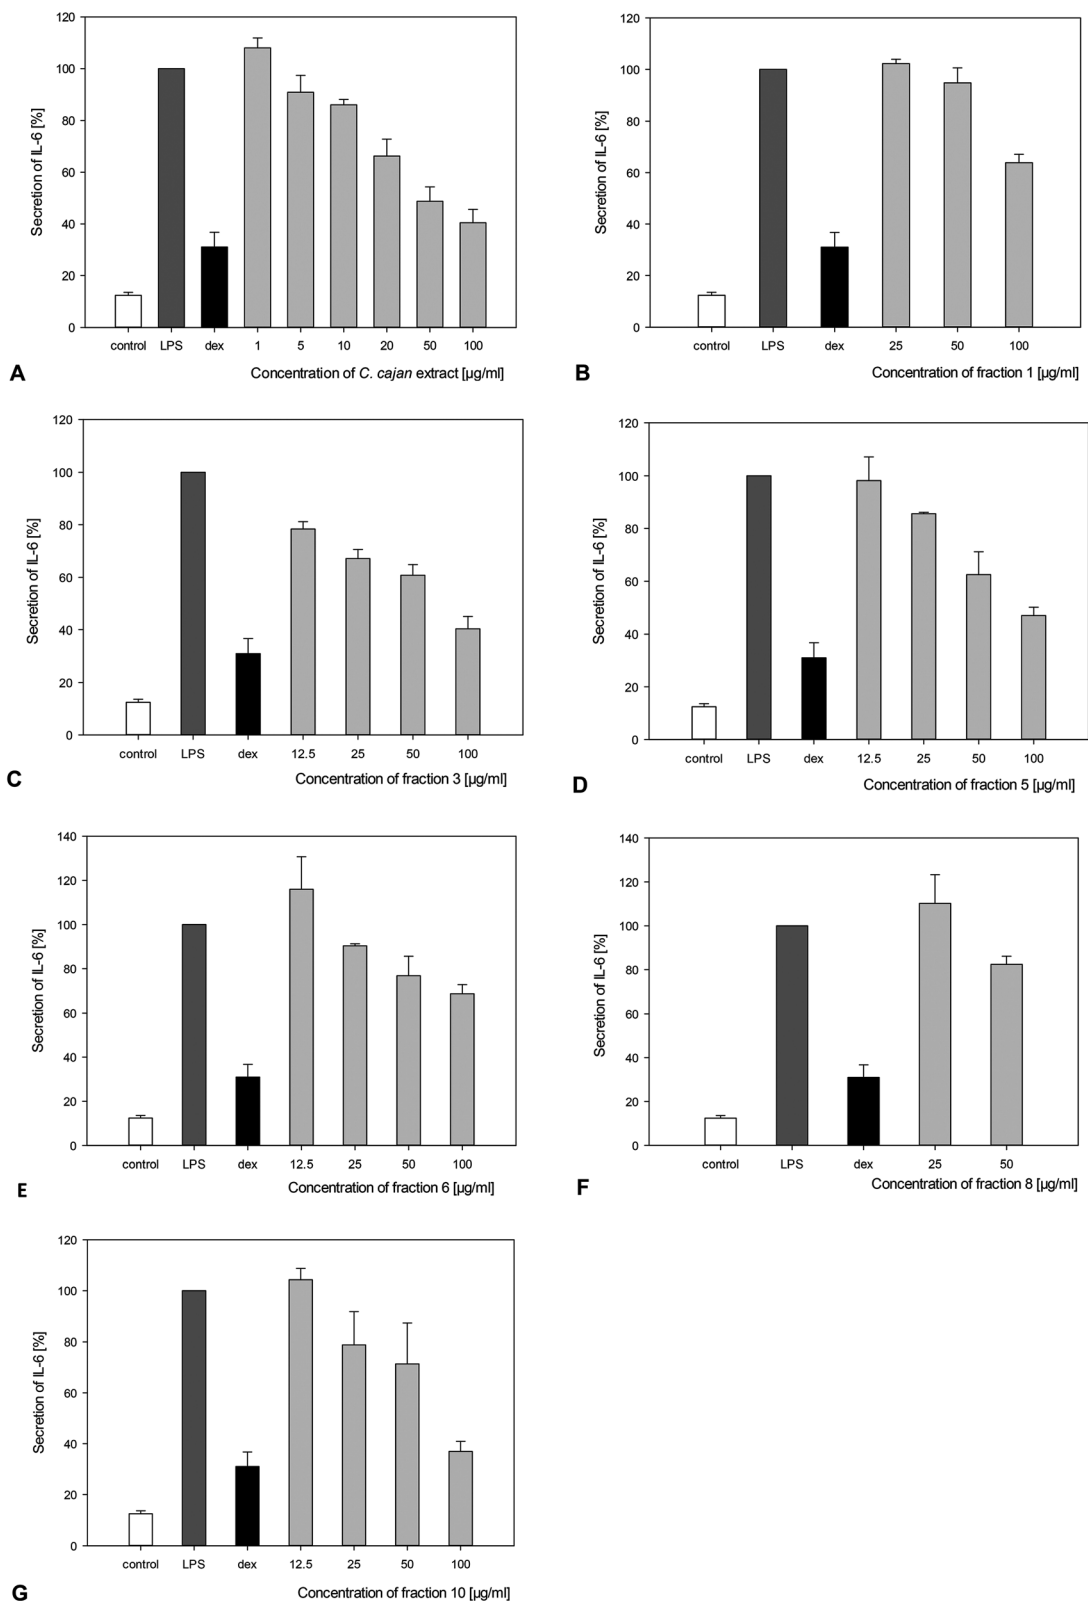 120
100
80
60
40
20
0
Secretion of IL-6 [%]
control LPS dex 1 5 10 20 50 100
Concentration of C. cajan extract [µg/ml]
A
120
100
80
60
40
20
0
Secretion of IL-6 [%]
control LPS dex 25 50 100
Concentration of fraction 1 [µg/ml]
B
120
100
80
60
40
20
0
Secretion of IL-6 [%]
control LPS dex 12.5 25 50 100
Concentration of fraction 3 [µg/ml]
C
120
100
80
60
40
20
0
Secretion of IL-6 [%]
control LPS dex 12.5 25 50 100
Concentration of fraction 5 [µg/ml]
D
140
120
100
80
60
40
20
0
Secretion of IL-6 [%]
control LPS dex 12.5 25 50 100
Concentration of fraction 6 [µg/ml]
E
140
120
100
80
60
40
20
0
Secretion of IL-6 [%]
control LPS dex 25 50
Concentration of fraction 8 [µg/ml]
F
120
100
80
60
40
20
0
Secretion of IL-6 [%]
control LPS dex 12.5 25 50 100
Concentration of fraction 10 [µg/ml]
G